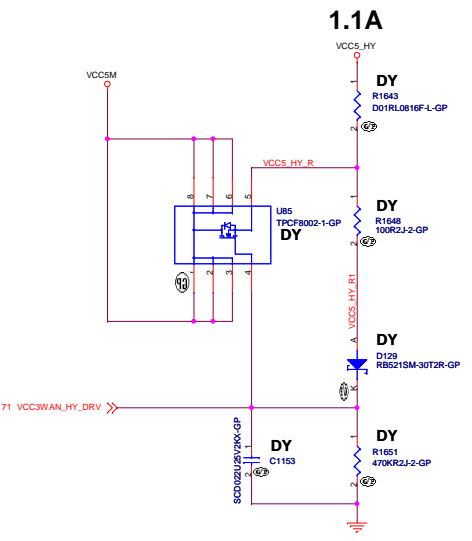 1.1A
VCC5_HY
VCC5M
1
DY
R1643
D01RL0816F-L-GP
2
VCC5_HY_R
8
7
6
5
U85
TPCF8002-1-GP
DY
1
2
3
4
1
DY
R1648
100R2J-2-GP
2
VCC5_HY_R1
A
DY
D129
RB521SM-30T2R-GP
K
71 VCC3WAN_HY_DRV
SCD022U25V2KX-GP
1
DY
C1153
2
1
DY
R1651
470KR2J-2-GP
2